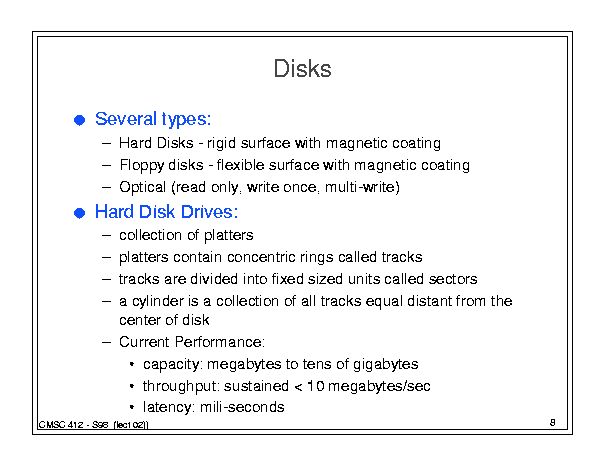 Disks
Several types:
– Hard Disks - rigid surface with magnetic coating
– Floppy disks - flexible surface with magnetic coating
– Optical (read only, write once, multi-write)
Hard Disk Drives:
– collection of platters
– platters contain concentric rings called tracks
– tracks are divided into fixed sized units called sectors
– a cylinder is a collection of all tracks equal distant from the
center of disk
– Current Performance:
• capacity: megabytes to tens of gigabytes
• throughput: sustained < 10 megabytes/sec
• latency: mili-seconds
CMSC 412 - S98 (lect 02))
8